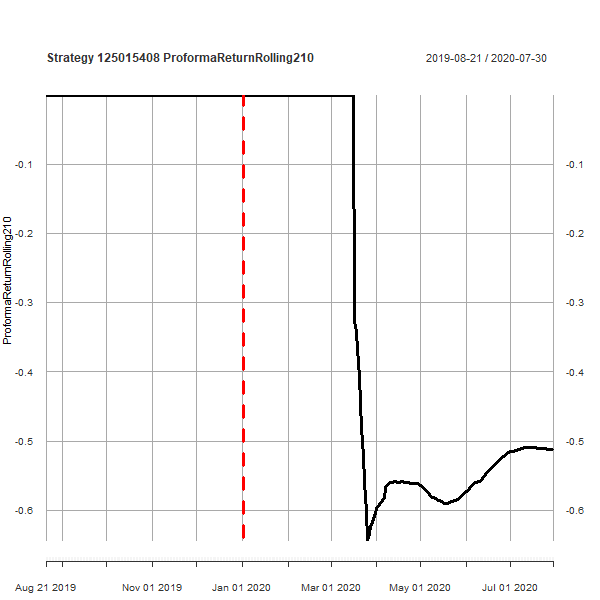 Strategy 125015408 ProformaReturnRolling210
2019-08-21 / 2020-07-30
ProformaReturnRolling210
-0.1 -0.1
-0.2 -0.2
-0.3 -0.3
-0.4 -0.4
-0.5 -0.5
-0.6 -0.6
Aug 21 2019 Nov 01 2019 Jan 01 2020 Mar 01 2020 May 01 2020 Jul 01 2020